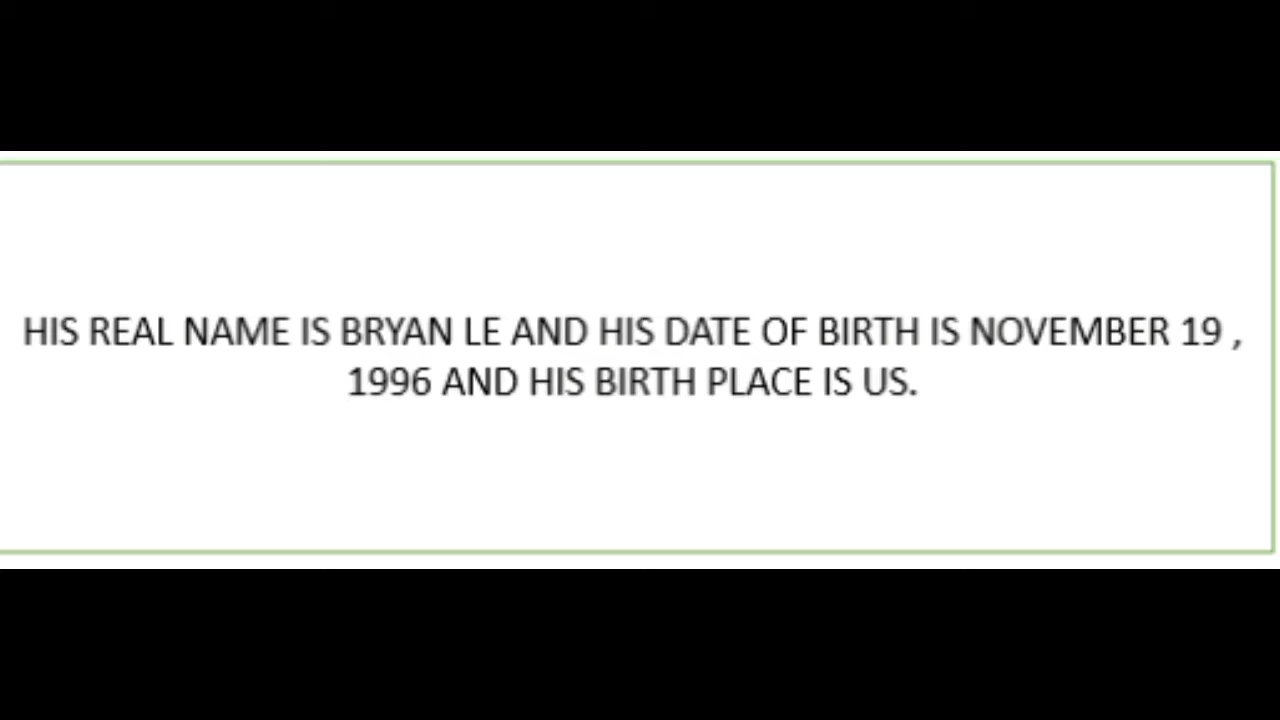 HIS REAL NAME IS BRYAN LE AND HIS DATE OF BIRTH IS NOVEMBER 19 ,
1996 AND HIS BIRTH PLACE IS US.